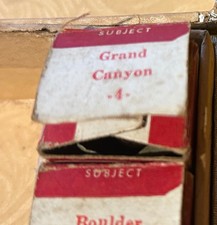 SUBJECT
Grand
Canyon
-4-
SUBJECT
Boulder